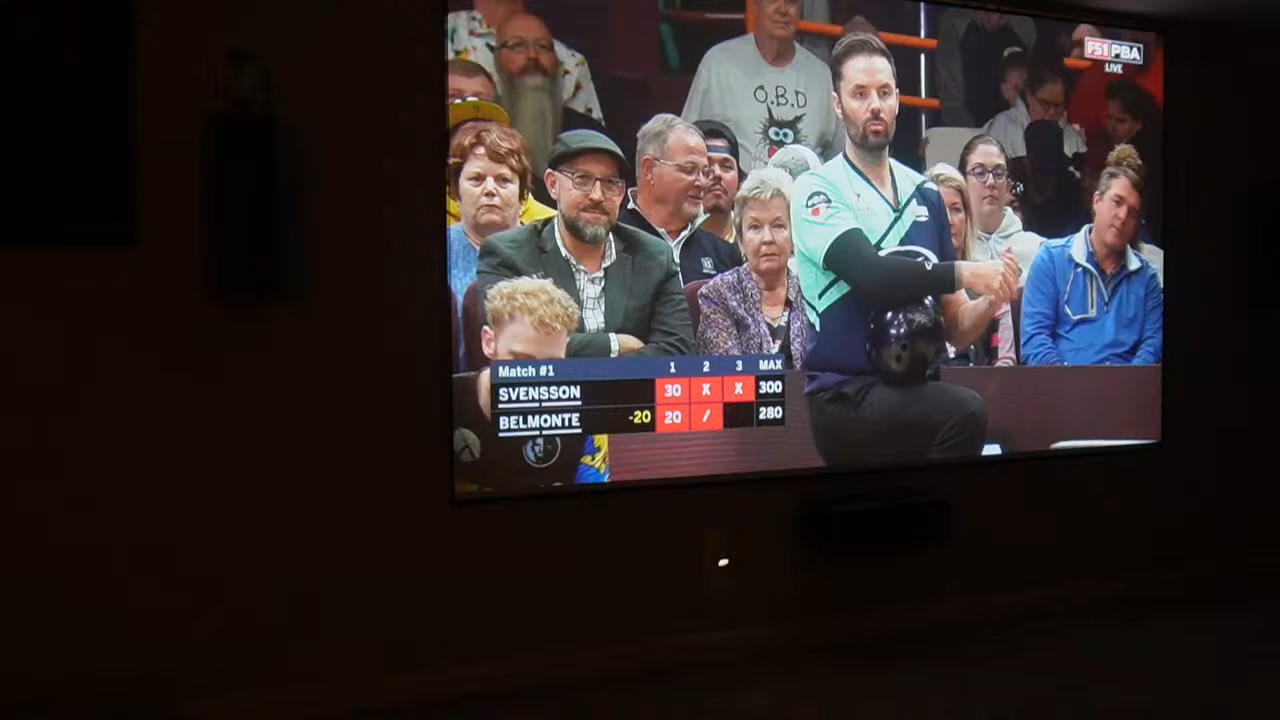 FS1 PBA
LIVE
O.B.D
Match #1 1 2 3 MAX
SVENSSON 30 X X 300
BELMONTE -20 20 / 280